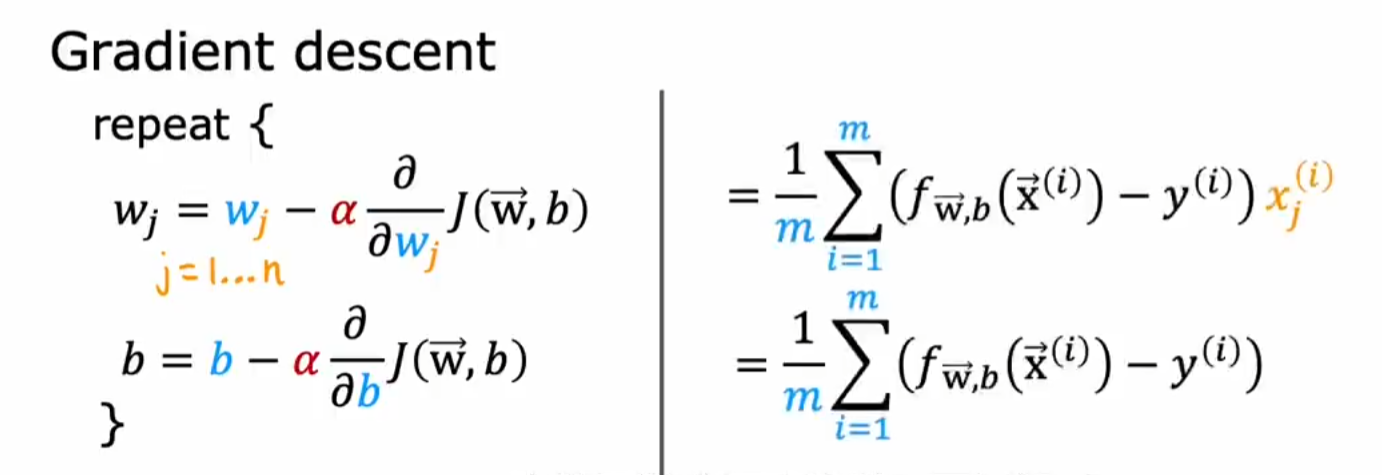 Gradient descent
repeat {
w_j = w_j − α ∂/∂w_j J(w⃗, b)
j = 1...n
b = b − α ∂/∂b J(w⃗, b)
}
= 1/m ∑_{i=1}^{m} (f_{w⃗,b}(x⃗^{(i)}) − y^{(i)}) x_j^{(i)}
= 1/m ∑_{i=1}^{m} (f_{w⃗,b}(x⃗^{(i)}) − y^{(i)})